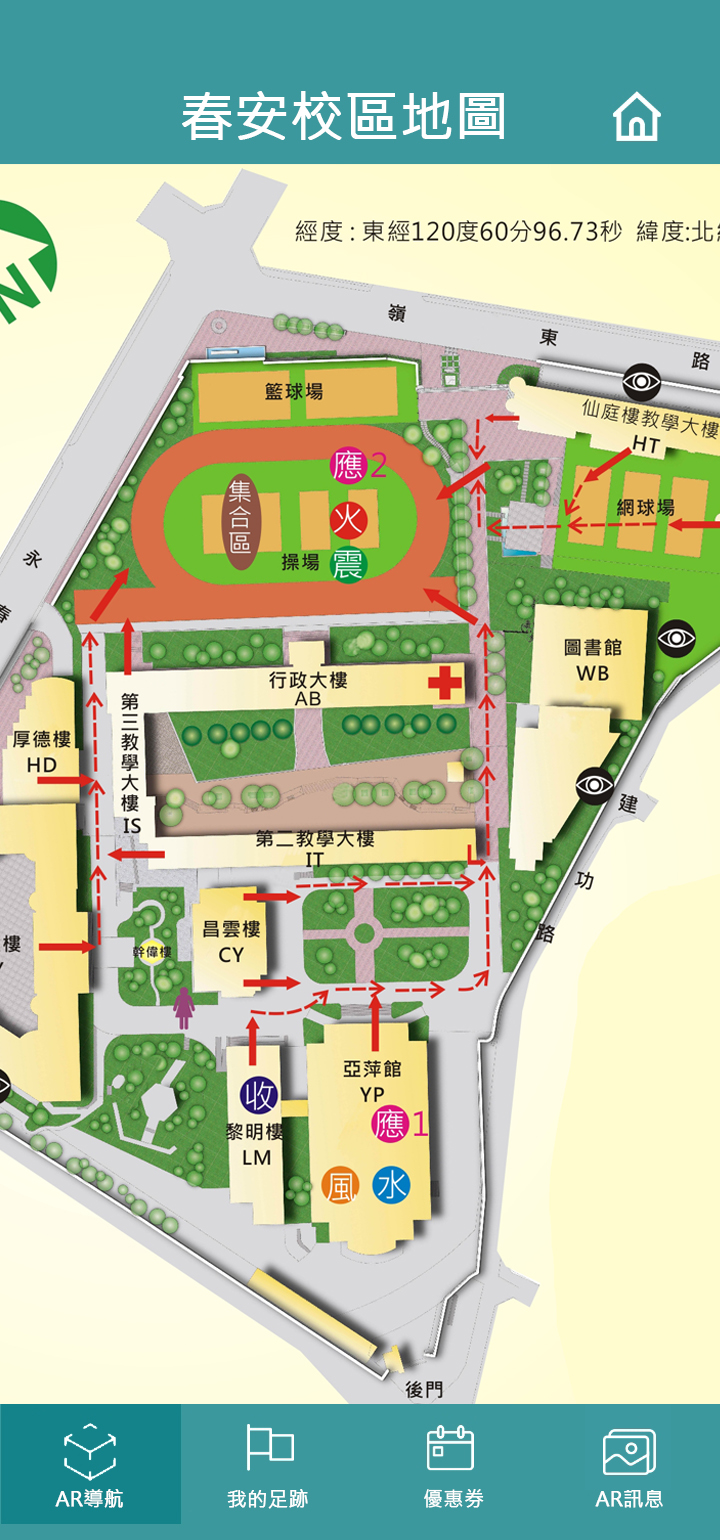 春安校區地圖
經度 : 東經120度60分96.73秒 緯度:北
N
嶺東路
籃球場
仙庭樓教學大樓
HT
應2
集合區
火
網球場
操場
震
永春
圖書館
WB
行政大樓
AB
第三教學大樓IS
厚德樓
HD
建功路
第二教學大樓
IT
昌雲樓
CY
幹偉樓
樓
亞萍館
YP
收
應1
黎明樓
LM
風
水
後門
AR導航
我的足跡
優惠券
AR訊息